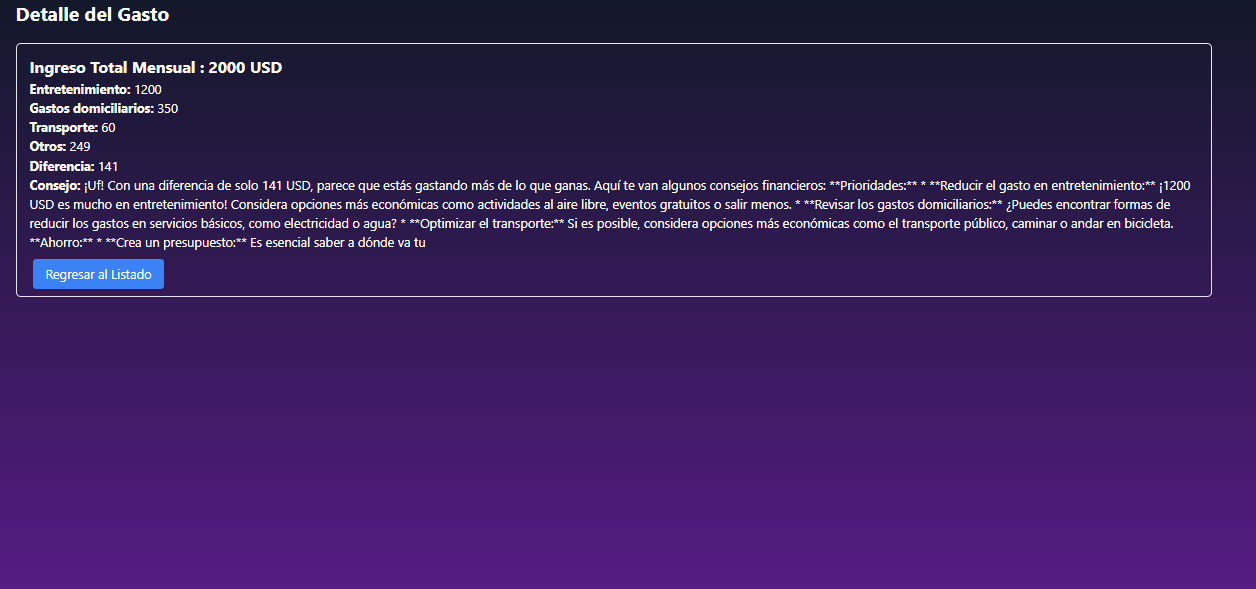 Detalle del Gasto
Ingreso Total Mensual : 2000 USD
Entretenimiento: 1200
Gastos domiciliarios: 350
Transporte: 60
Otros: 249
Diferencia: 141
Consejo: ¡Uf! Con una diferencia de solo 141 USD, parece que estás gastando más de lo que ganas. Aquí te van algunos consejos financieros: **Prioridades:** * **Reducir el gasto en entretenimiento:** ¡1200
USD es mucho en entretenimiento! Considera opciones más económicas como actividades al aire libre, eventos gratuitos o salir menos. * **Revisar los gastos domiciliarios:** ¿Puedes encontrar formas de
reducir los gastos en servicios básicos, como electricidad o agua? * **Optimizar el transporte:** Si es posible, considera opciones más económicas como el transporte público, caminar o andar en bicicleta.
**Ahorro:** * **Crea un presupuesto:** Es esencial saber a dónde va tu
Regresar al Listado